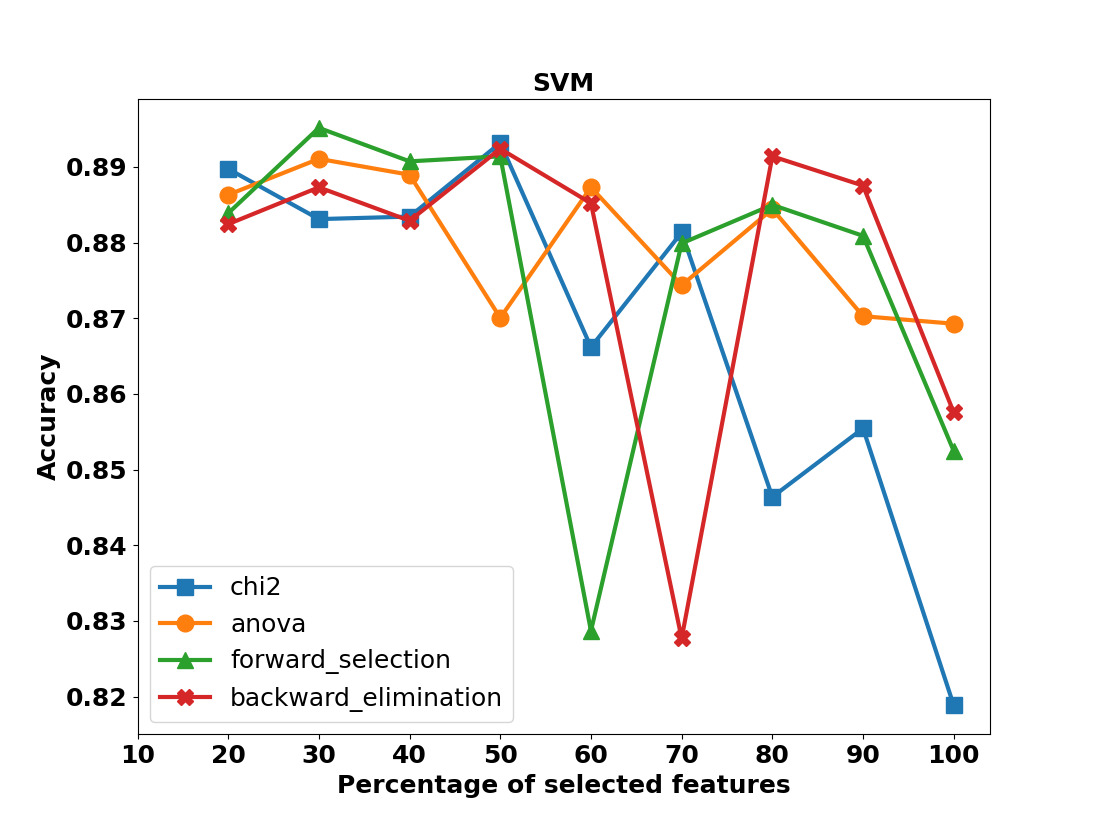 SVM
Accuracy
0.89
0.88
0.87
0.86
0.85
0.84
0.83
0.82
chi2
anova
forward_selection
backward_elimination
10 20 30 40 50 60 70 80 90 100
Percentage of selected features